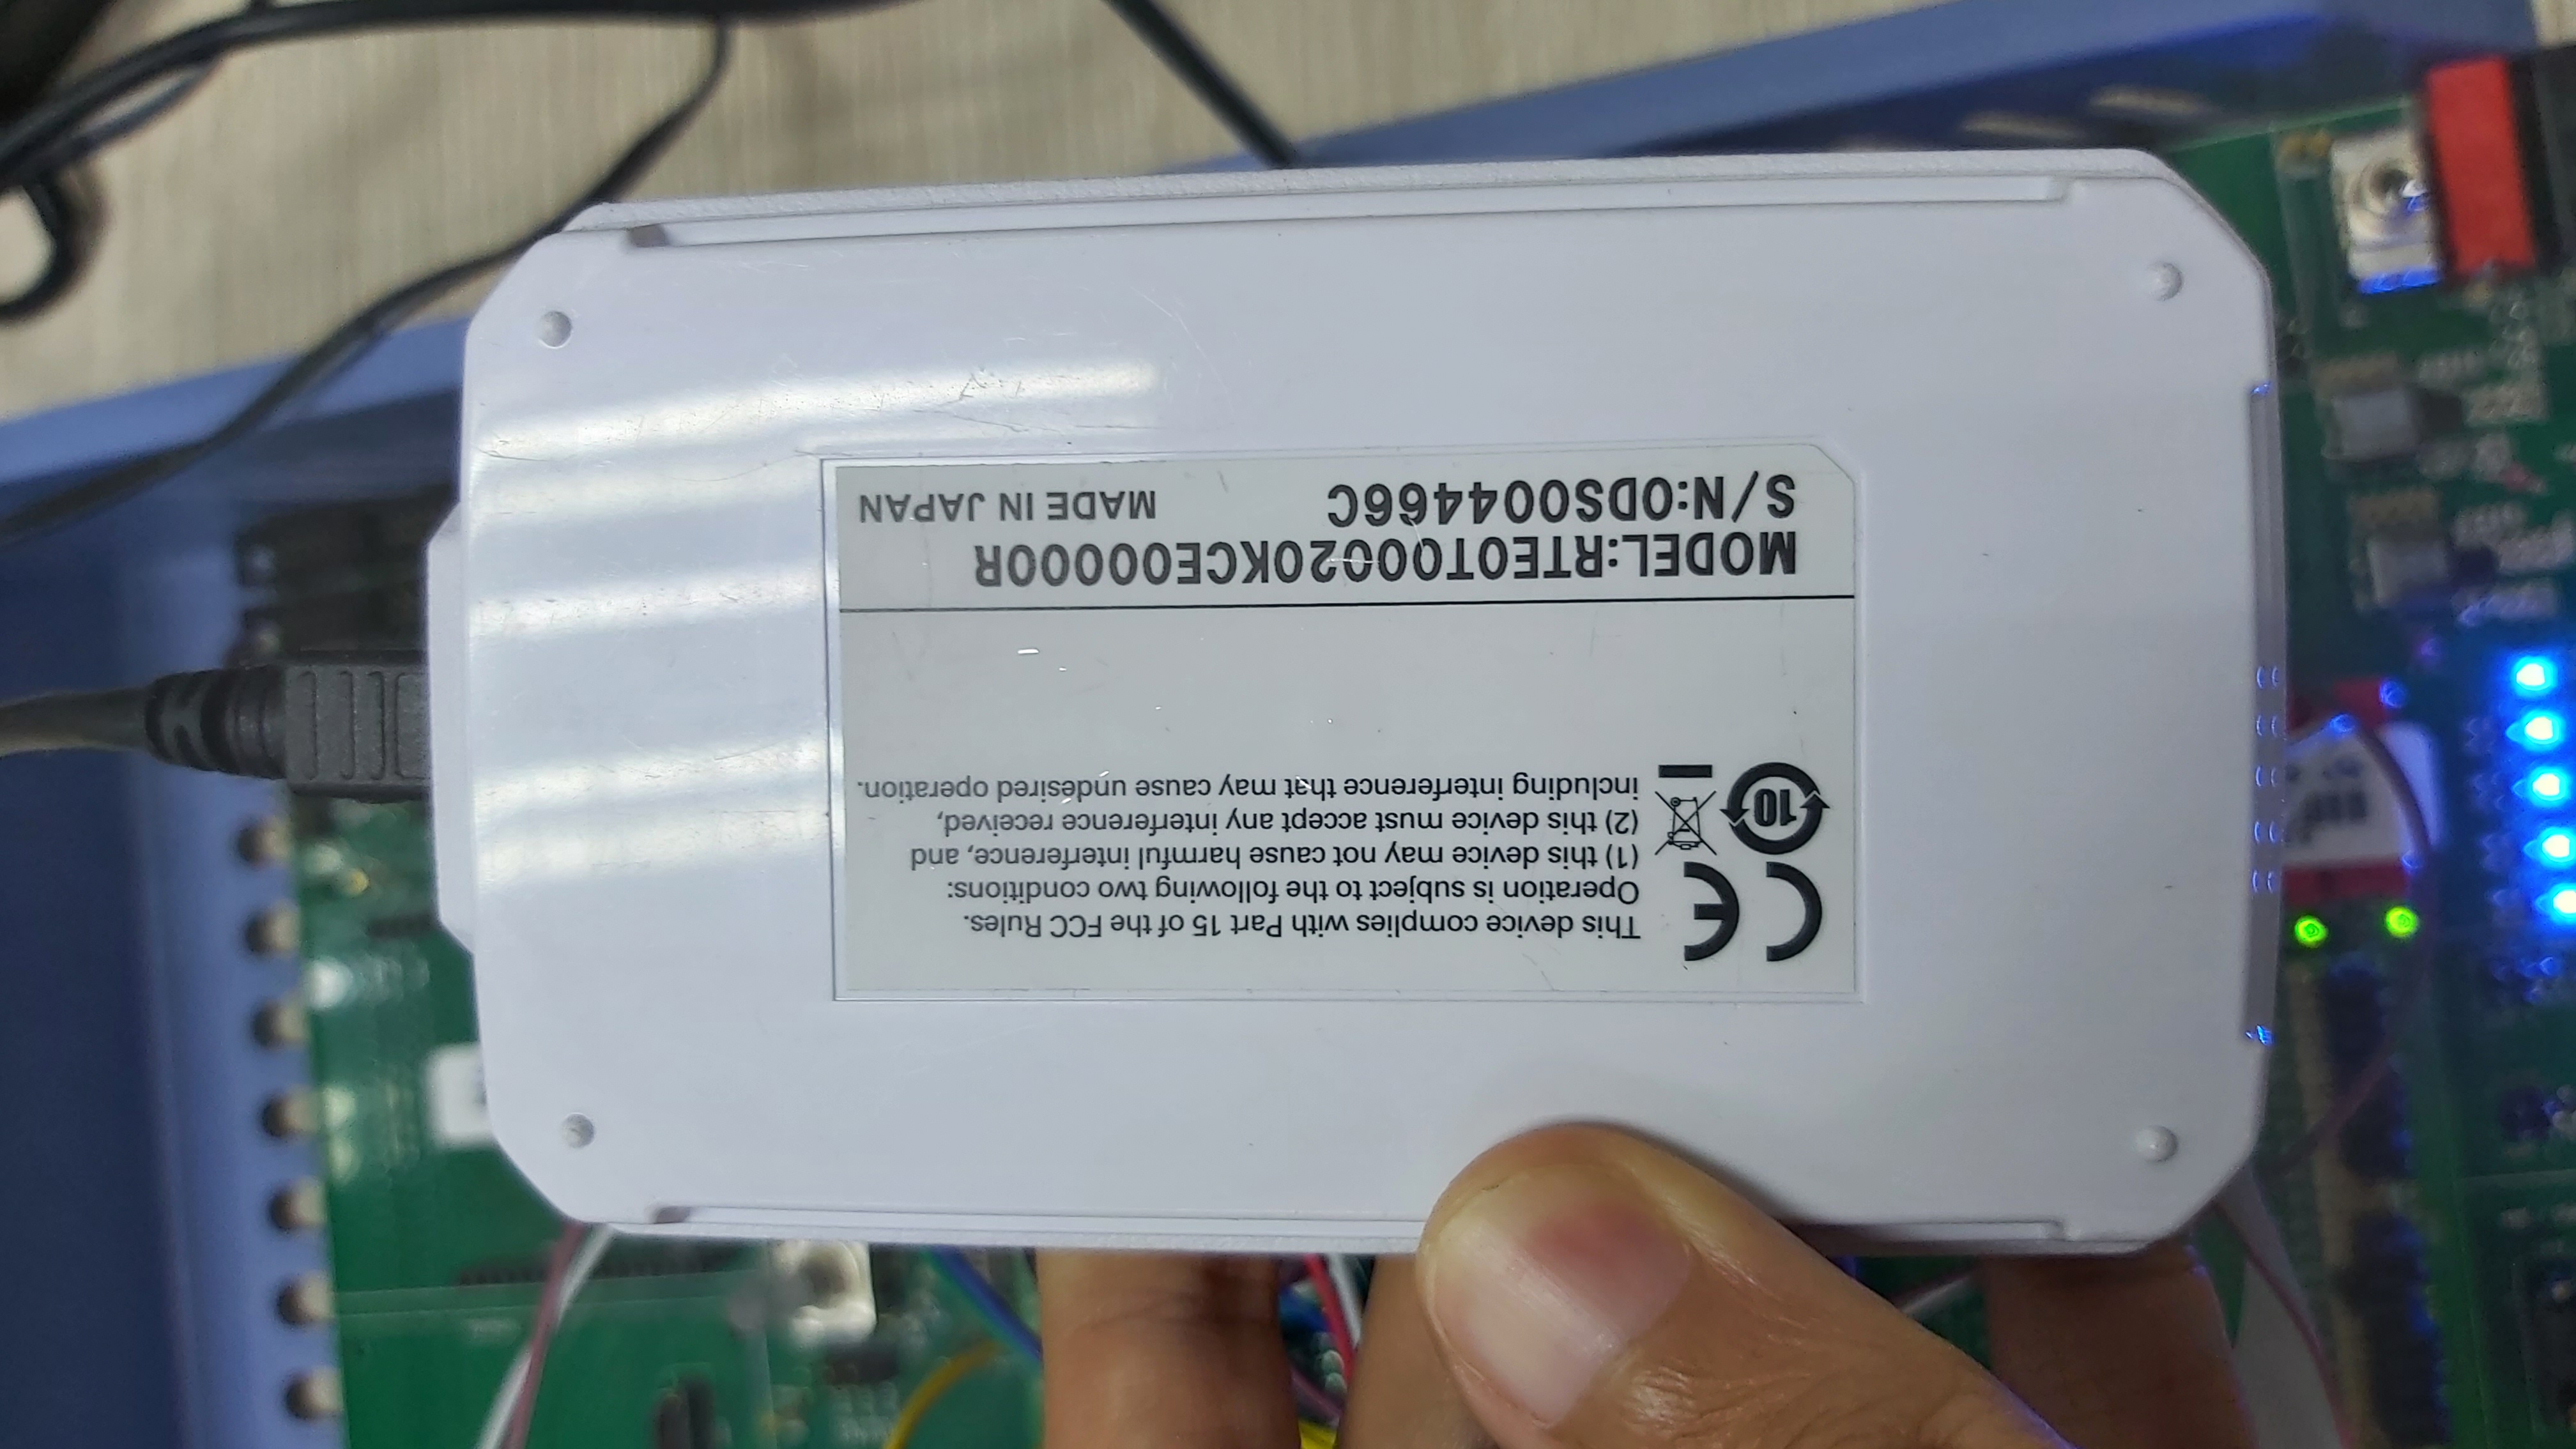 CE
10
This device complies with Part 15 of the FCC Rules.
Operation is subject to the following two conditions:
(1) this device may not cause harmful interference, and
(2) this device must accept any interference received,
including interference that may cause undesired operation.
MODEL:RTE0T00020KCE00000R
S/N:0DS004466C MADE IN JAPAN